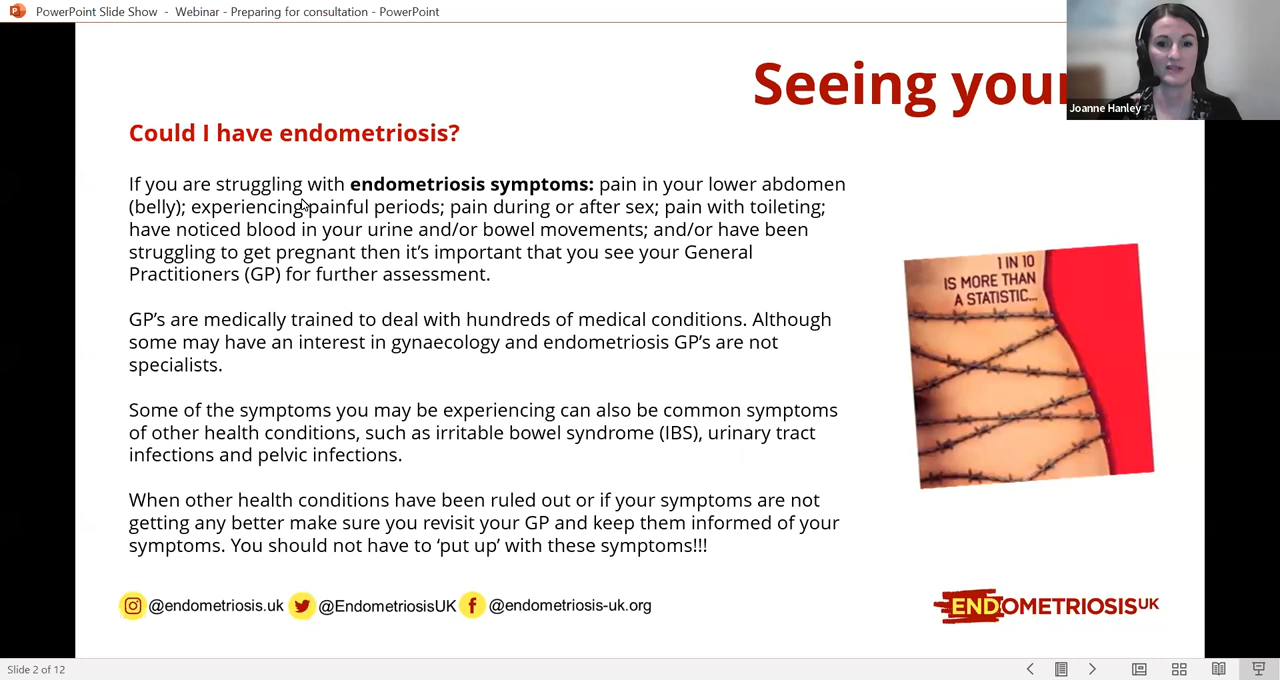 PowerPoint Slide Show - Webinar - Preparing for consultation - PowerPoint
Joanne Hanley
Seeing your
Could I have endometriosis?
If you are struggling with endometriosis symptoms: pain in your lower abdomen
(belly); experiencing painful periods; pain during or after sex; pain with toileting;
have noticed blood in your urine and/or bowel movements; and/or have been
struggling to get pregnant then it’s important that you see your General
Practitioners (GP) for further assessment.
GP’s are medically trained to deal with hundreds of medical conditions. Although
some may have an interest in gynaecology and endometriosis GP’s are not
specialists.
Some of the symptoms you may be experiencing can also be common symptoms
of other health conditions, such as irritable bowel syndrome (IBS), urinary tract
infections and pelvic infections.
When other health conditions have been ruled out or if your symptoms are not
getting any better make sure you revisit your GP and keep them informed of your
symptoms. You should not have to ‘put up’ with these symptoms!!!
1 IN 10
IS MORE THAN
A STATISTIC...
@endometriosis.uk @EndometriosisUK @endometriosis-uk.org
ENDOMETRIOSIS UK
Slide 2 of 12